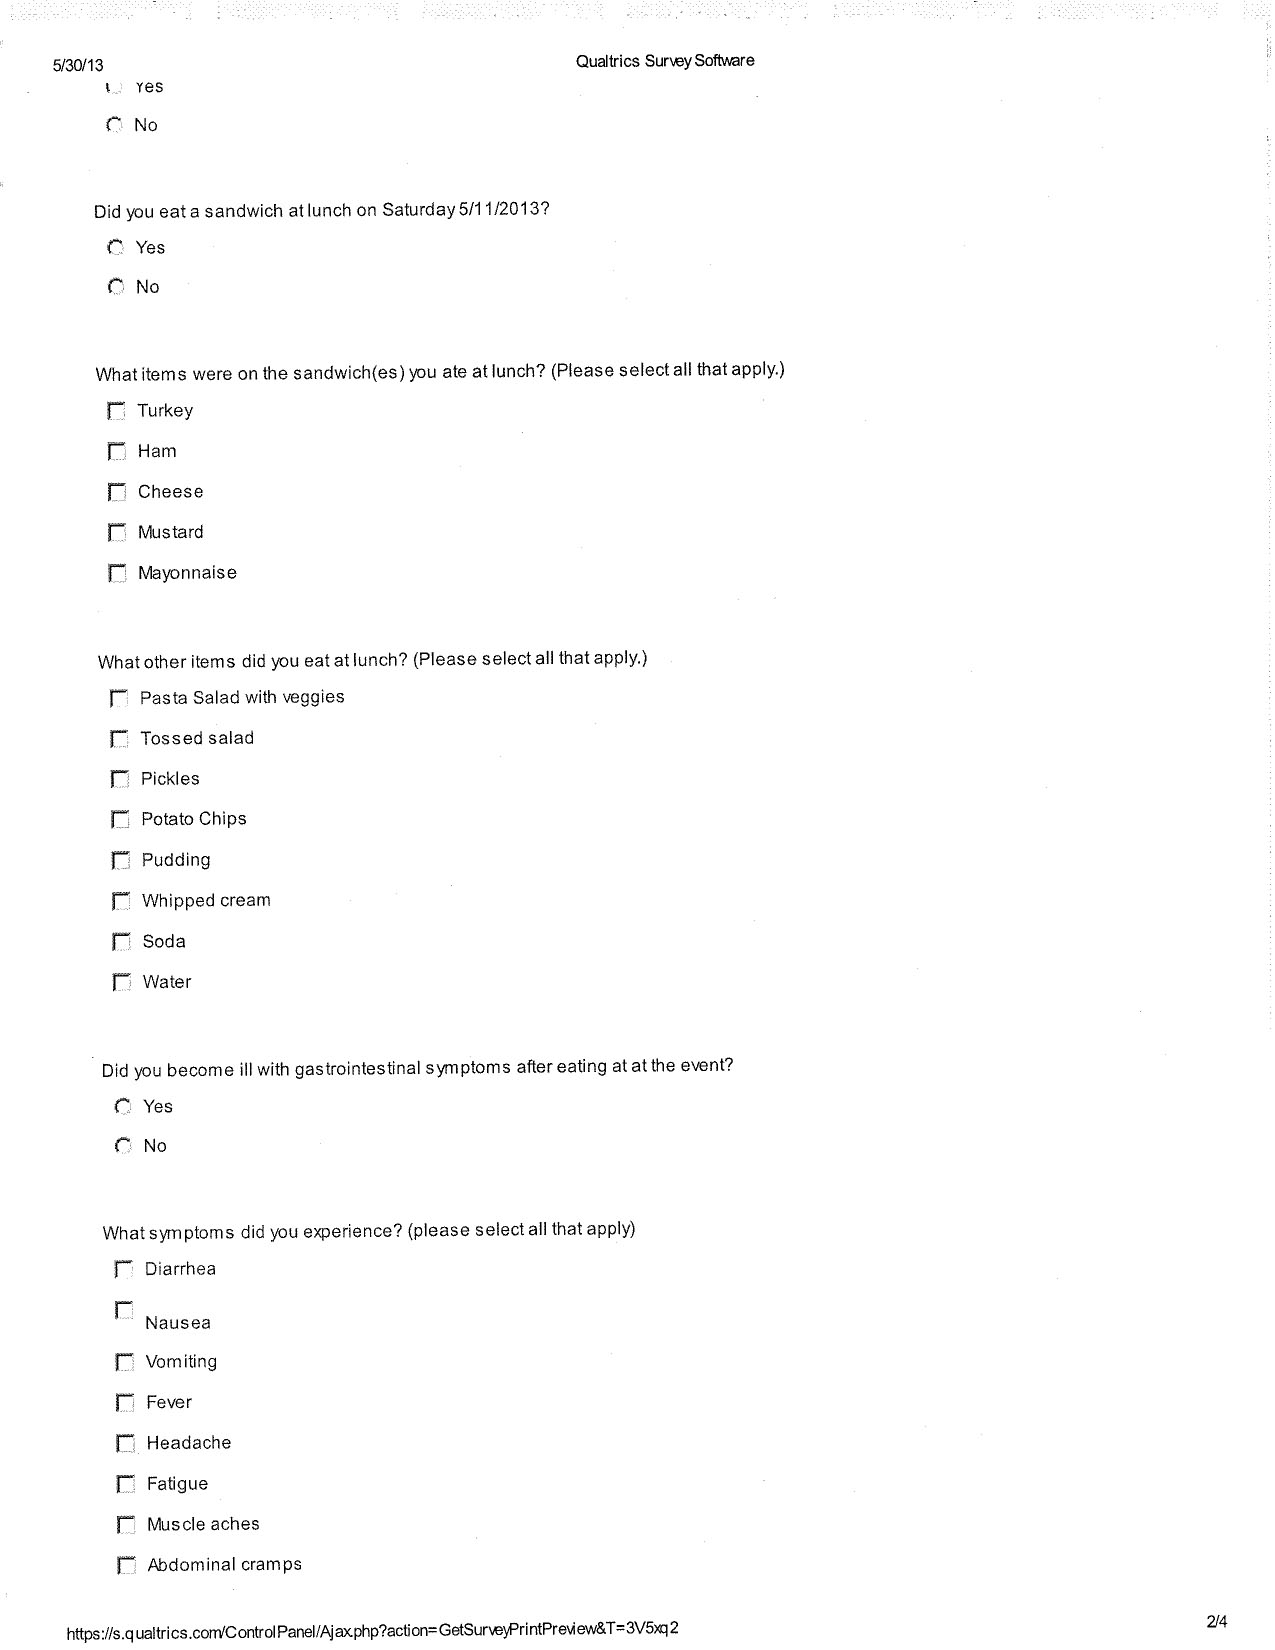 5/30/13
Qualtrics Survey Software
Yes
No
Did you eat a sandwich at lunch on Saturday 5/11/2013?
Yes
No
What items were on the sandwich(es) you ate at lunch? (Please select all that apply.)
Turkey
Ham
Cheese
Mustard
Mayonnaise
What other items did you eat at lunch? (Please select all that apply.)
Pasta Salad with veggies
Tossed salad
Pickles
Potato Chips
Pudding
Whipped cream
Soda
Water
Did you become ill with gastrointestinal symptoms after eating at at the event?
Yes
No
What symptoms did you experience? (please select all that apply)
Diarrhea
Nausea
Vomiting
Fever
Headache
Fatigue
Muscle aches
Abdominal cramps
https://s.qualtrics.com/ControlPanel/Ajax.php?action=GetSurveyPrintPreview&T=3V5xq2
2/4